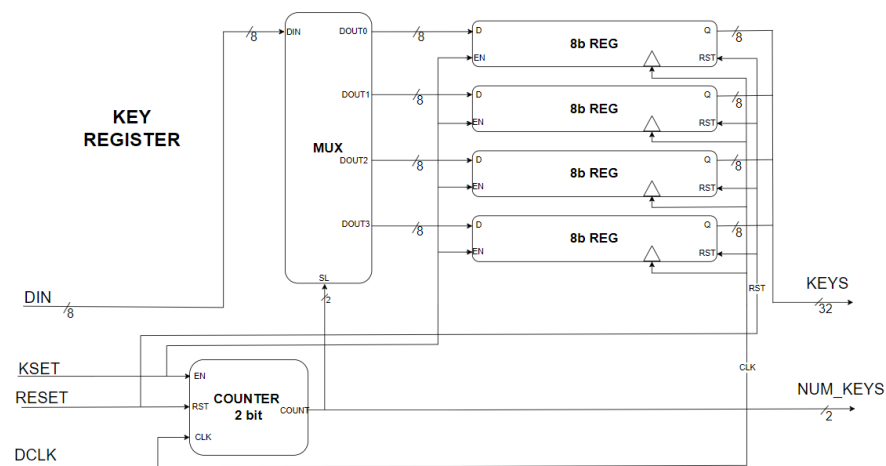 KEY
REGISTER
DIN
8
DIN
DOUT0
8
DOUT1
8
MUX
DOUT2
8
DOUT3
8
SL
2
D
8b REG
Q
8
EN
RST
D
8b REG
Q
8
EN
RST
D
8b REG
Q
8
EN
RST
D
8b REG
Q
8
EN
RST
RST
KEYS
32
DIN
8
KSET
RESET
DCLK
EN
COUNTER
2 bit
RST
COUNT
CLK
CLK
NUM_KEYS
2